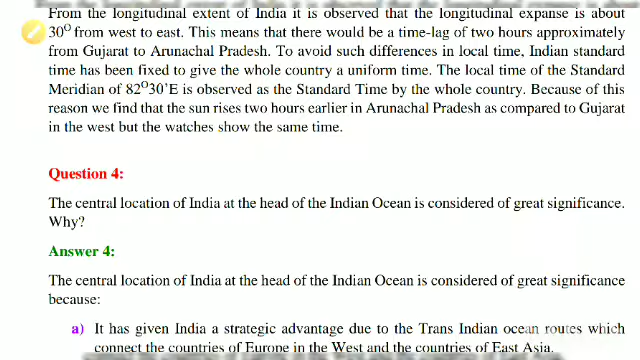 From the longitudinal extent of India it is observed that the longitudinal expanse is about
30⁰ from west to east. This means that there would be a time-lag of two hours approximately
from Gujarat to Arunachal Pradesh. To avoid such differences in local time, Indian standard
time has been fixed to give the whole country a uniform time. The local time of the Standard
Meridian of 82⁰30’E is observed as the Standard Time by the whole country. Because of this
reason we find that the sun rises two hours earlier in Arunachal Pradesh as compared to Gujarat
in the west but the watches show the same time.
Question 4:
The central location of India at the head of the Indian Ocean is considered of great significance.
Why?
Answer 4:
The central location of India at the head of the Indian Ocean is considered of great significance
because:
a) It has given India a strategic advantage due to the Trans Indian ocean routes which
connect the countries of Europe in the West and the countries of East Asia.